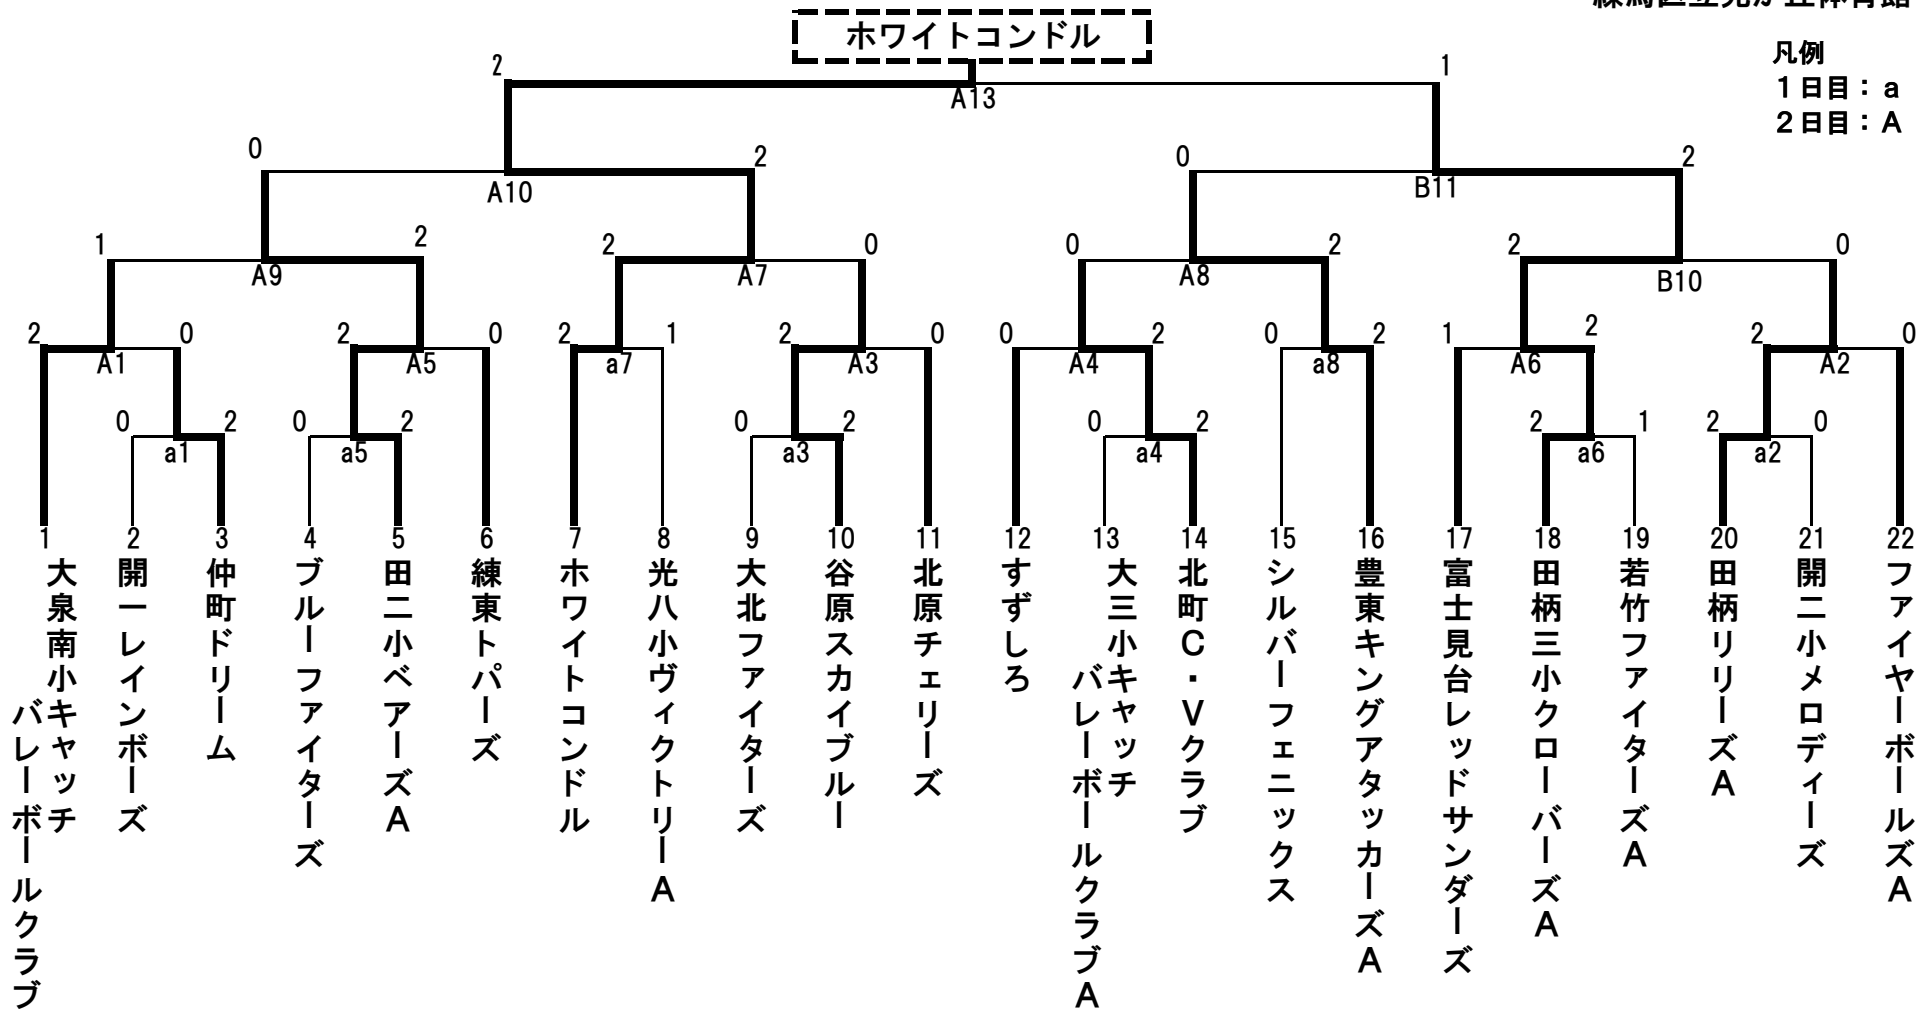 ホワイトコンドル
凡例
1日目：a
2日目：A
2
1
A13
0
2
0
2
A10
B11
1
2
2
0
0
2
2
0
A9
A7
A8
B10
2
0
2
0
2
1
2
0
0
2
0
2
1
2
2
0
A1
A5
a7
A3
A4
a8
A6
A2
0
2
0
2
0
2
0
2
2
1
2
0
a1
a5
a3
a4
a6
a2
1
2
3
4
5
6
7
8
9
10
11
12
13
14
15
16
17
18
19
20
21
22
大泉南小キャッチ
バレーボールクラブ
開一レインボーズ
仲町ドリーム
ブルーファイターズ
田二小ベアーズA
練東トパーズ
ホワイトコンドル
光八小ヴィクトリーA
大北ファイターズ
谷原スカイブルー
北原チェリーズ
すずしろ
大三小キャッチ
バレーボールクラブA
北町C・Vクラブ
シルバーフェニックス
豊東キングアタッカーズA
富士見台レッドサンダーズ
田柄三小クローバーズA
若竹ファイターズA
田柄リリーズA
開二小メロディーズ
ファイヤーボールズA